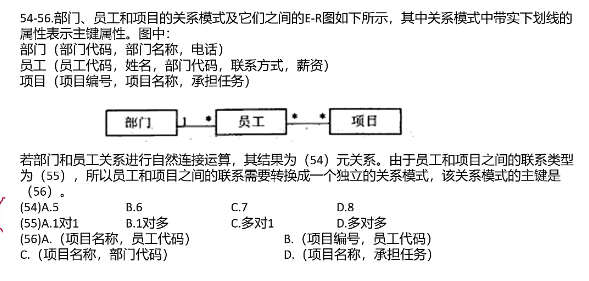 54-56.部门、员工和项目的关系模式及它们之间的E-R图如下所示，其中关系模式中带实下划线的
属性表示主键属性。图中：
部门（部门代码，部门名称，电话）
员工（员工代码，姓名，部门代码，联系方式，薪资）
项目（项目编号，项目名称，承担任务）
部门 1 * 员工 * * 项目
若部门和员工关系进行自然连接运算，其结果为（54）元关系。由于员工和项目之间的联系类型
为（55），所以员工和项目之间的联系需要转换成一个独立的关系模式，该关系模式的主键是
（56）。
(54)A.5 B.6 C.7 D.8
(55)A.1对1 B.1对多 C.多对1 D.多对多
(56)A.（项目名称，员工代码） B.（项目编号，员工代码）
C.（项目名称，部门代码） D.（项目名称，承担任务）